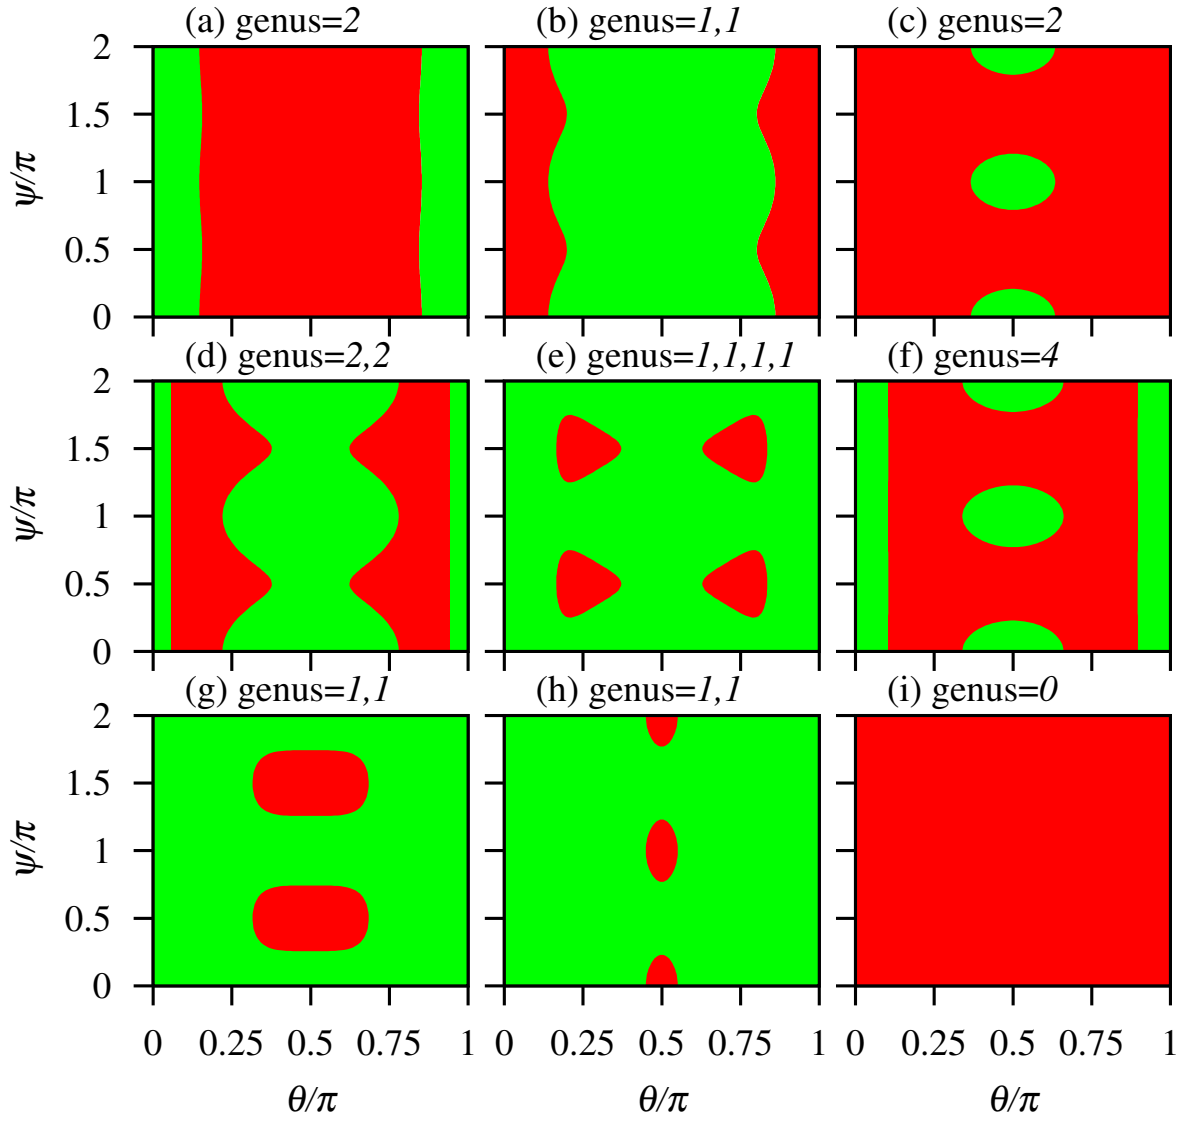 (a) genus=2 (b) genus=1,1 (c) genus=2
2
1.5
1
0.5
0
ψ/π
(d) genus=2,2 (e) genus=1,1,1,1 (f) genus=4
2
1.5
1
0.5
0
ψ/π
(g) genus=1,1 (h) genus=1,1 (i) genus=0
2
1.5
1
0.5
0
ψ/π
0 0.25 0.5 0.75 1 0 0.25 0.5 0.75 1 0 0.25 0.5 0.75 1
θ/π θ/π θ/π